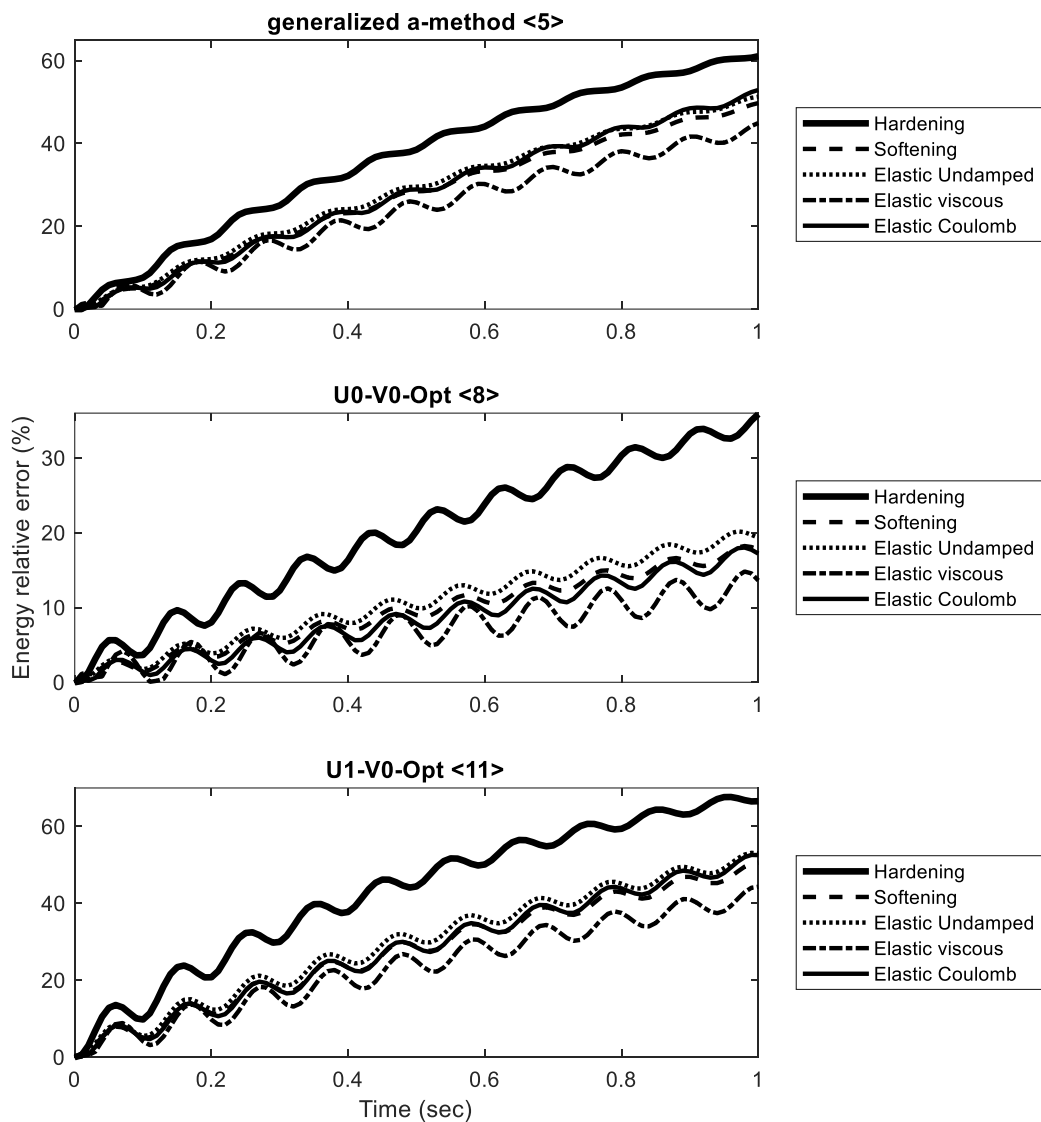 generalized a-method <5>
60
40
20
0
0 0.2 0.4 0.6 0.8 1
Hardening
Softening
Elastic Undamped
Elastic viscous
Elastic Coulomb
U0-V0-Opt <8>
Energy relative error (%)
30
20
10
0
0 0.2 0.4 0.6 0.8 1
Hardening
Softening
Elastic Undamped
Elastic viscous
Elastic Coulomb
U1-V0-Opt <11>
60
40
20
0
0 0.2 0.4 0.6 0.8 1
Time (sec)
Hardening
Softening
Elastic Undamped
Elastic viscous
Elastic Coulomb